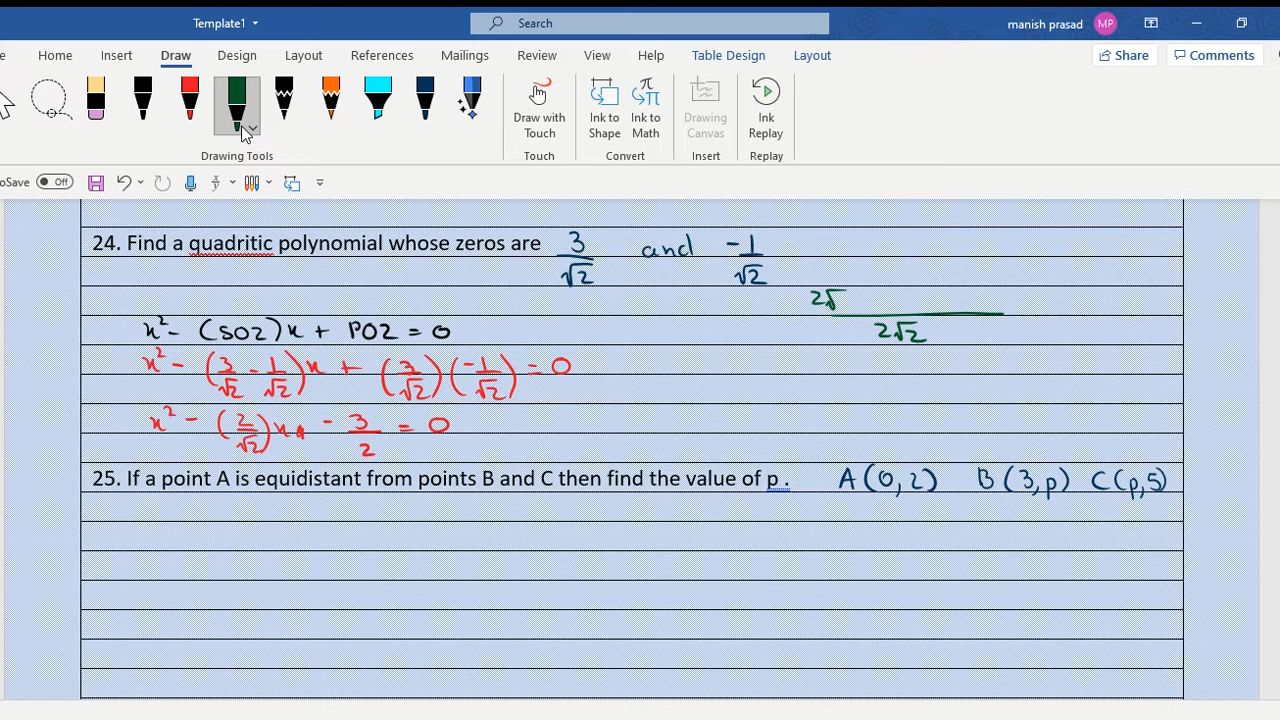 Template1
Search
manish prasad MP
Home Insert Draw Design Layout References Mailings Review View Help Table Design Layout Share Comments
Draw with Touch
Ink to Shape
Ink to Math
Drawing Canvas
Ink Replay
Drawing Tools Touch Convert Insert Replay
oSave Off
24. Find a quadritic polynomial whose zeros are 3/√2 and -1/√2
2√
2√2
x² - (SOZ)x + POZ = 0
x² - (3/√2 - 1/√2)x + (3/√2)(-1/√2) = 0
x² - (2/√2)x - 3/2 = 0
25. If a point A is equidistant from points B and C then find the value of p . A(0,2) B(3,p) C(p,5)